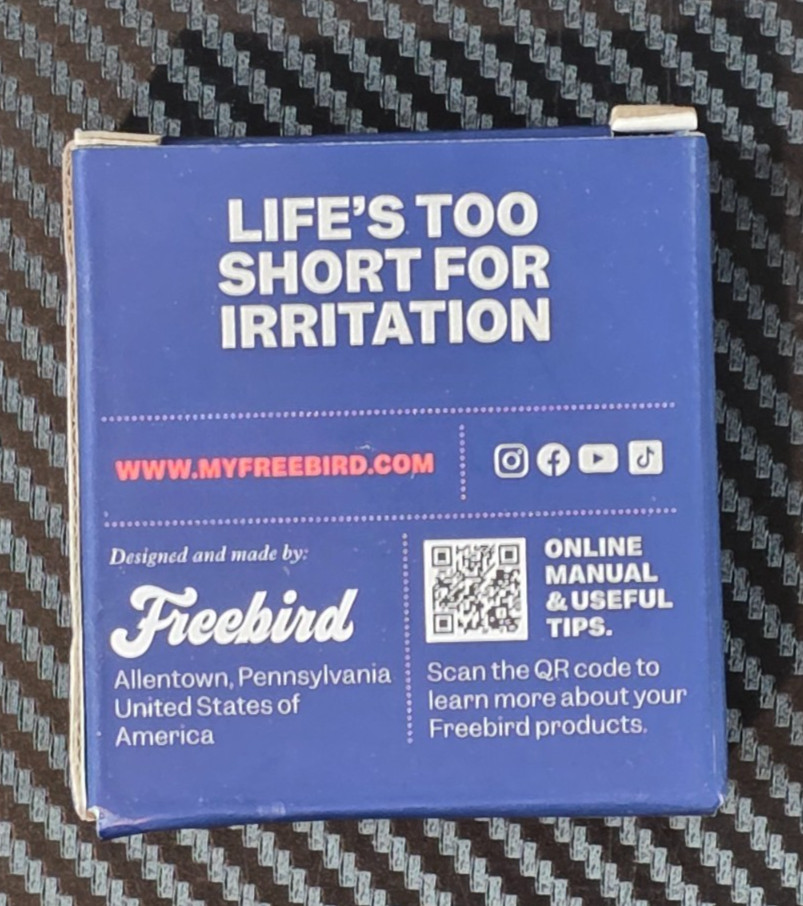 LIFE'S TOO
SHORT FOR
IRRITATION
WWW.MYFREEBIRD.COM
Designed and made by:
Freebird
Allentown, Pennsylvania
United States of
America
ONLINE
MANUAL
& USEFUL
TIPS.
Scan the QR code to
learn more about your
Freebird products.